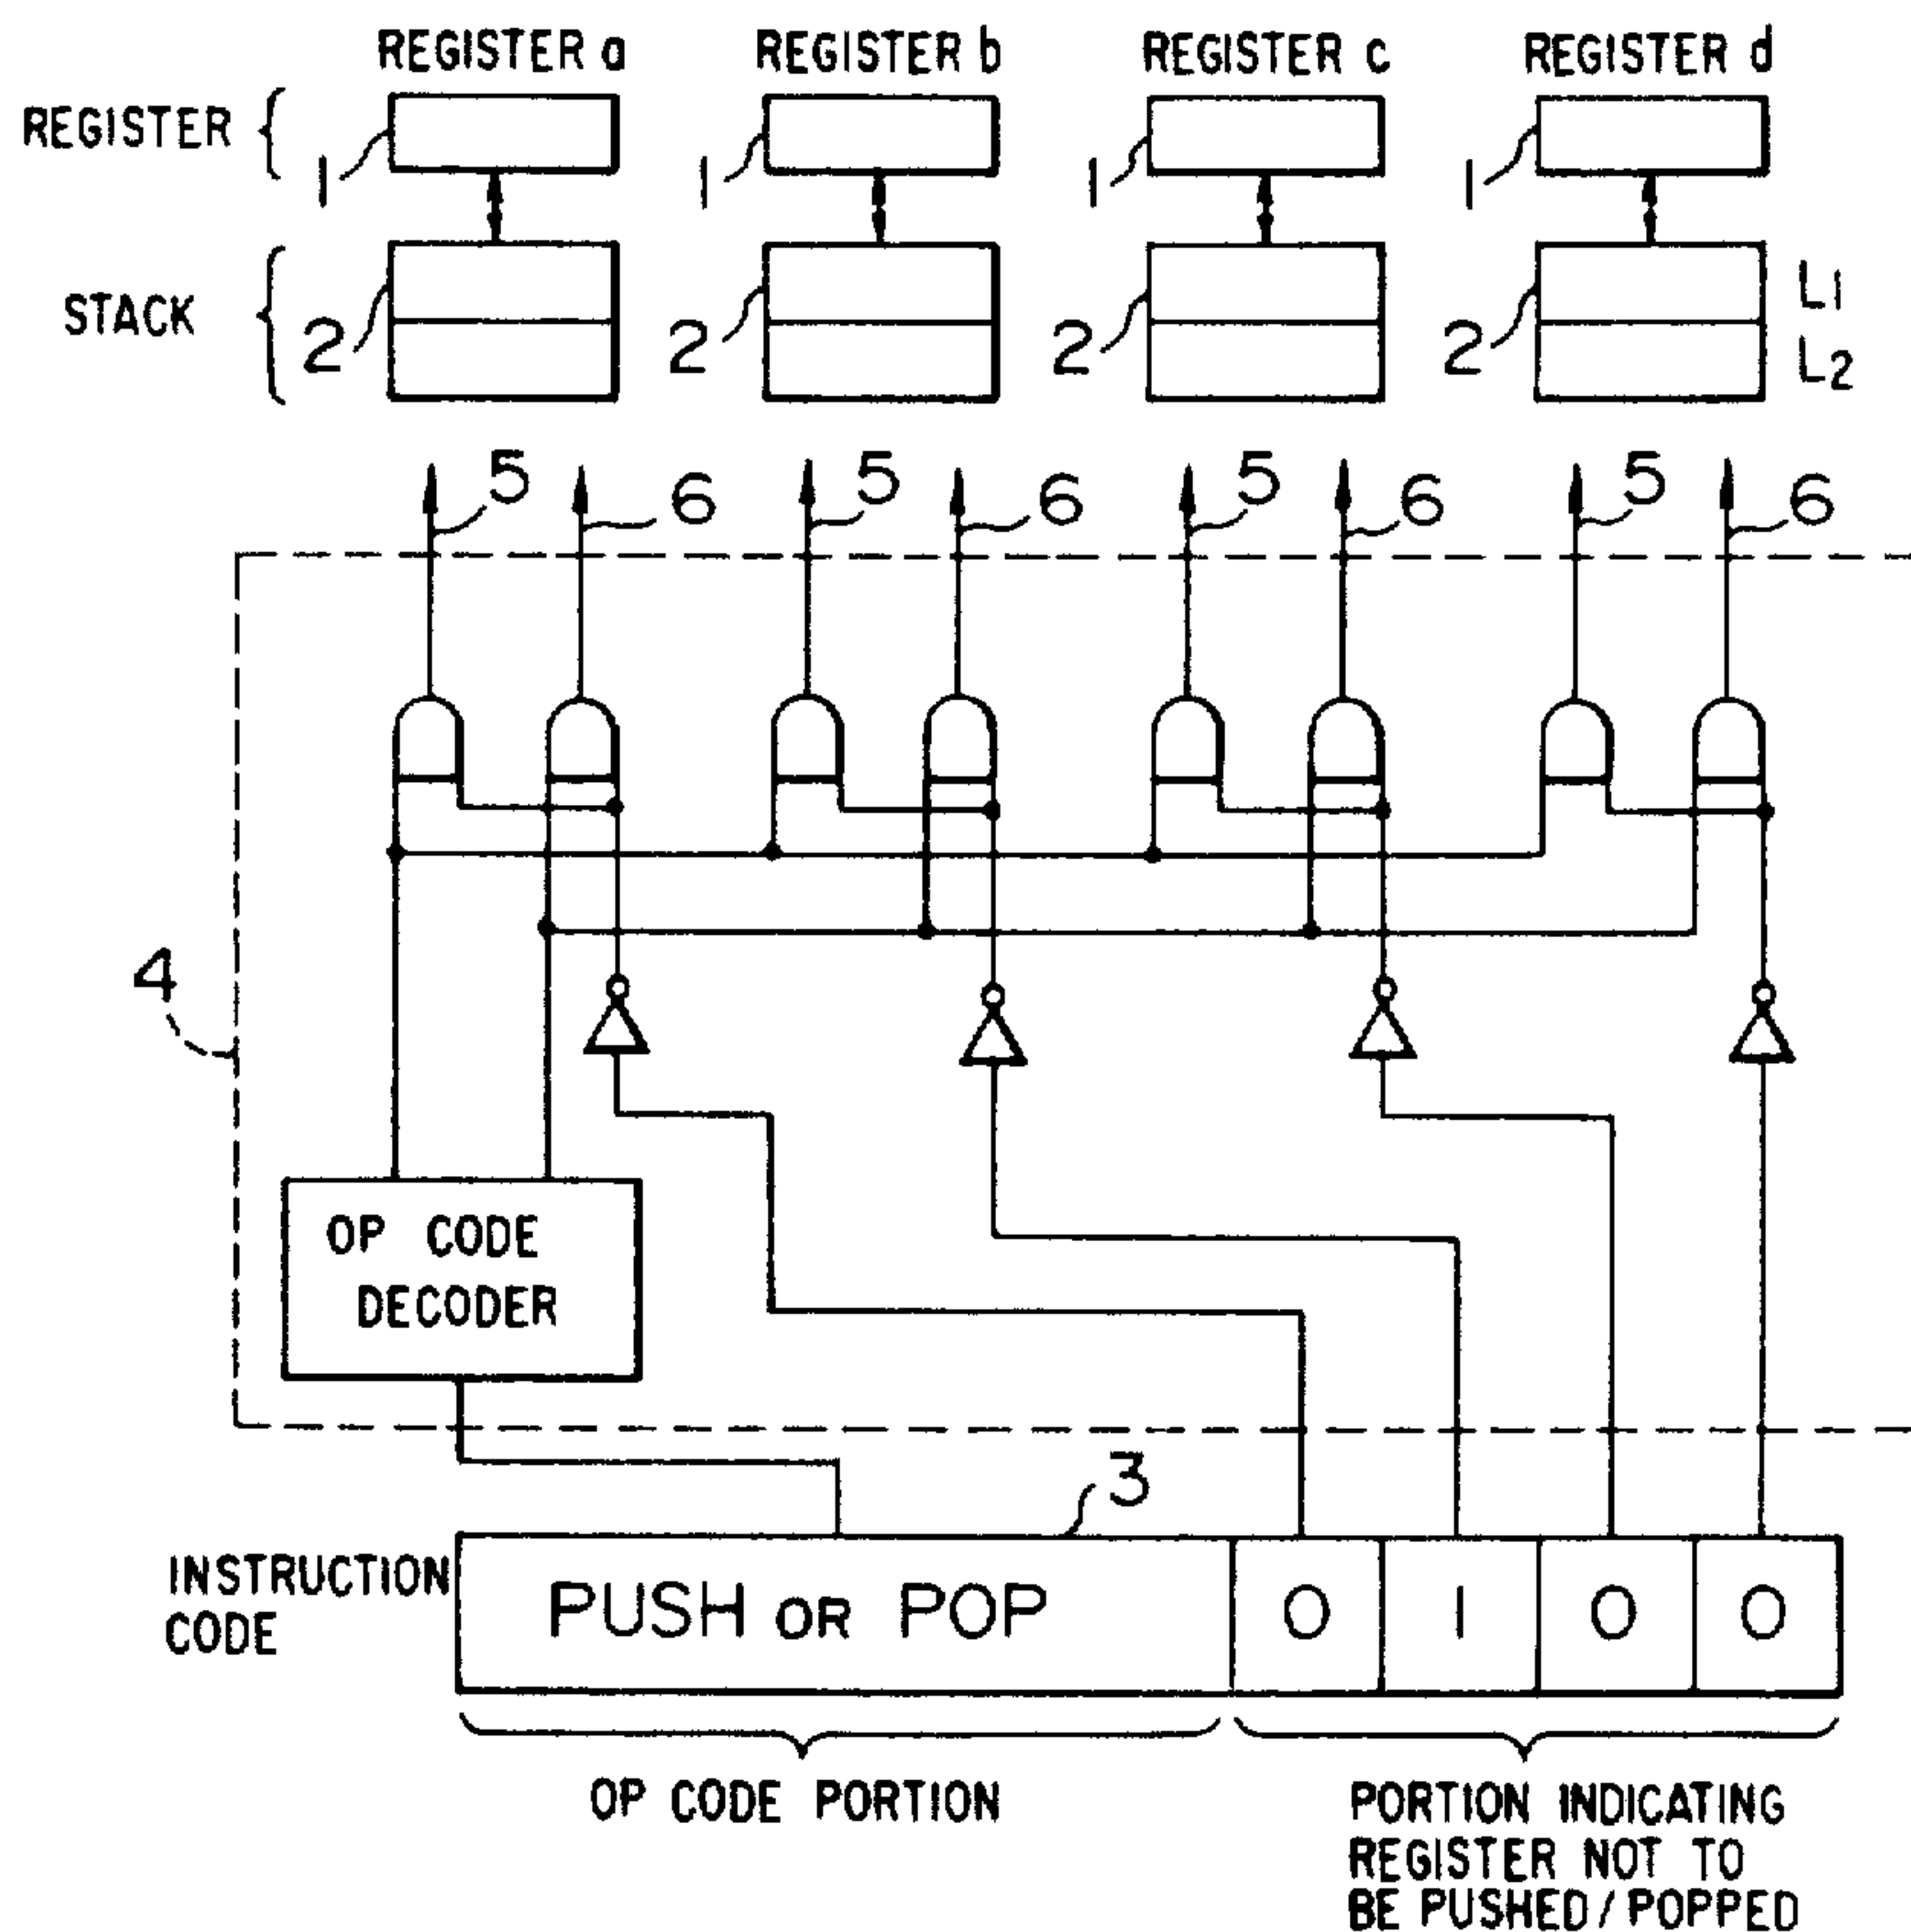 REGISTER a REGISTER b REGISTER c REGISTER d
REGISTER
1 1 1 1
STACK
2 2 2 2
L1
L2
5 6 5 6 5 6 5 6
4
OP CODE
DECODER
3
INSTRUCTION
CODE
PUSH OR POP 0 1 0 0
OP CODE PORTION
PORTION INDICATING
REGISTER NOT TO
BE PUSHED / POPPED